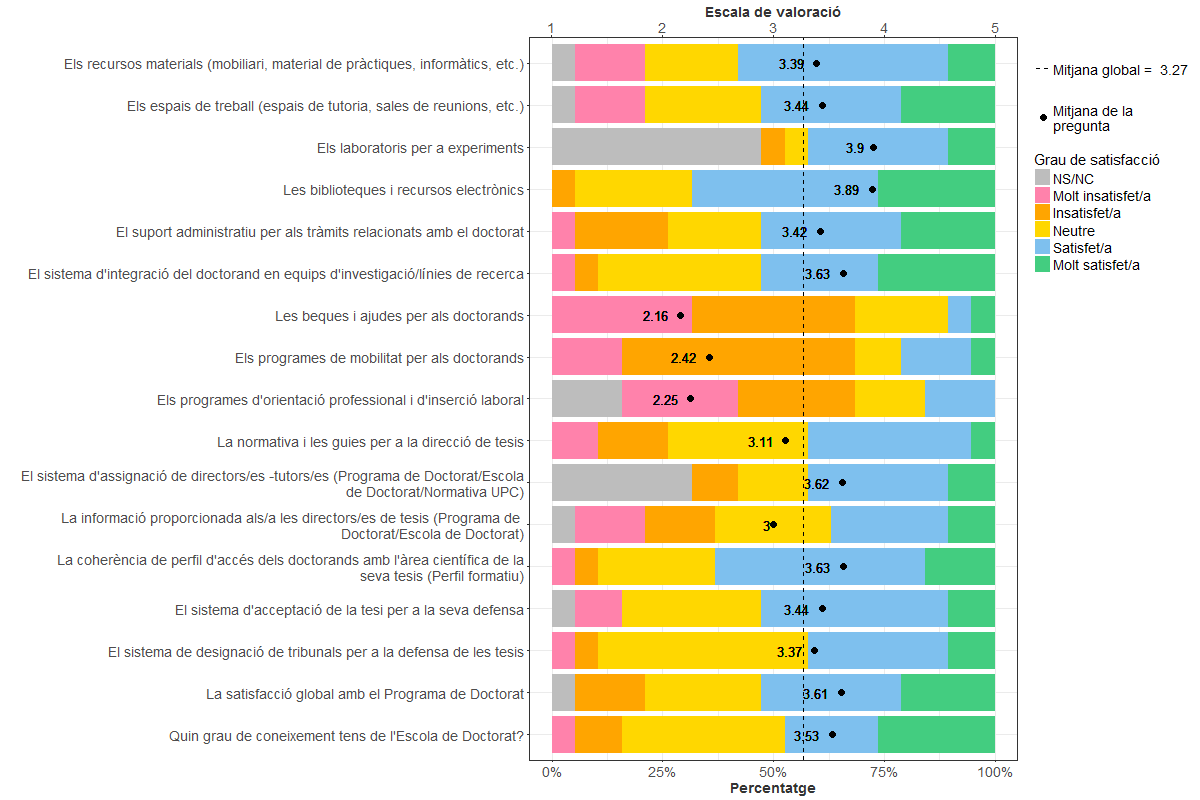 Escala de valoració
1 2 3 4 5
Els recursos materials (mobiliari, material de pràctiques, informàtics, etc.) 3.39
Els espais de treball (espais de tutoria, sales de reunions, etc.) 3.44
Els laboratoris per a experiments 3.9
Les biblioteques i recursos electrònics 3.89
El suport administratiu per als tràmits relacionats amb el doctorat 3.42
El sistema d'integració del doctorand en equips d'investigació/línies de recerca 3.63
Les beques i ajudes per als doctorands 2.16
Els programes de mobilitat per als doctorands 2.42
Els programes d'orientació professional i d'inserció laboral 2.25
La normativa i les guies per a la direcció de tesis 3.11
El sistema d'assignació de directors/es -tutors/es (Programa de Doctorat/Escola
de Doctorat/Normativa UPC) 3.62
La informació proporcionada als/a les directors/es de tesis (Programa de
Doctorat/Escola de Doctorat) 3
La coherència de perfil d'accés dels doctorands amb l'àrea científica de la
seva tesis (Perfil formatiu) 3.63
El sistema d'acceptació de la tesi per a la seva defensa 3.44
El sistema de designació de tribunals per a la defensa de les tesis 3.37
La satisfacció global amb el Programa de Doctorat 3.61
Quin grau de coneixement tens de l'Escola de Doctorat? 3.53
0% 25% 50% 75% 100%
Percentatge
Mitjana global = 3.27
Mitjana de la
pregunta
Grau de satisfacció
NS/NC
Molt insatisfet/a
Insatisfet/a
Neutre
Satisfet/a
Molt satisfet/a